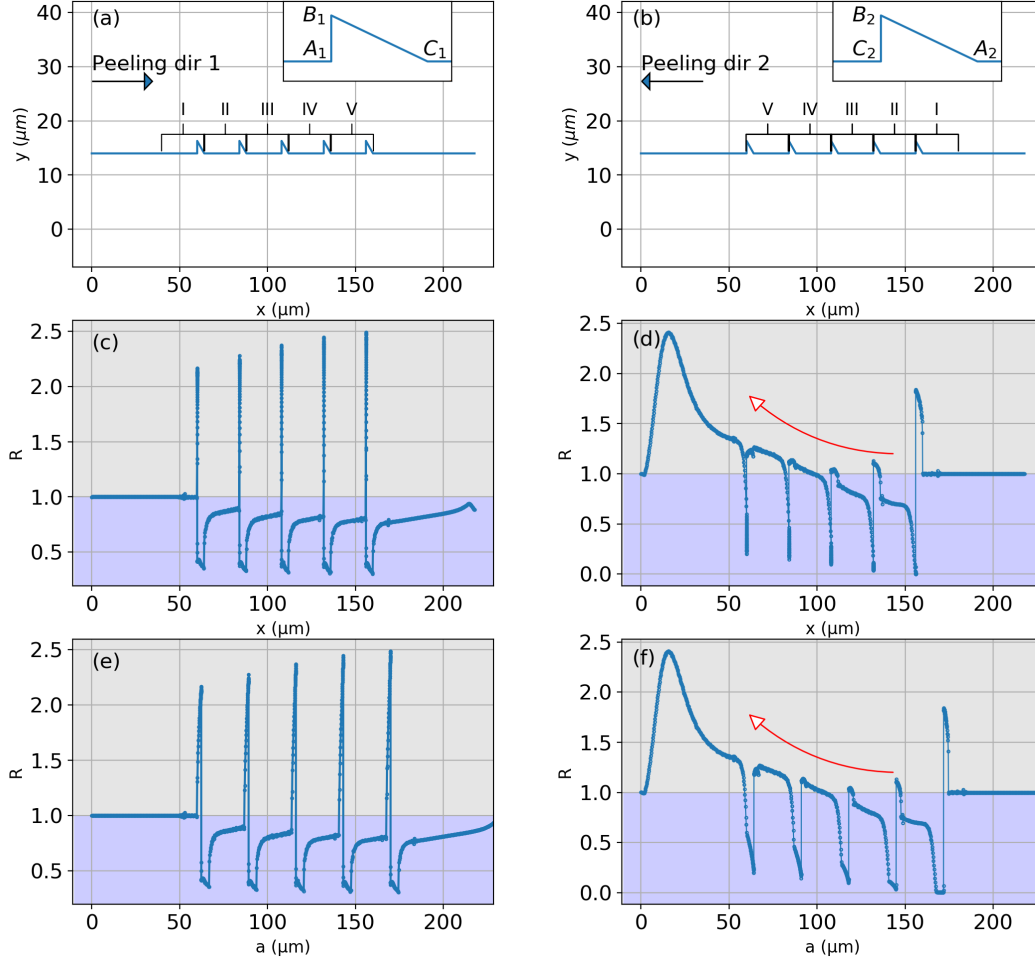 (a)
B₁
A₁
C₁
Peeling dir 1
I II III IV V
y (μm)
40
30
20
10
0
0 50 100 150 200
x (μm)
(b)
B₂
C₂
A₂
Peeling dir 2
V IV III II I
y (μm)
40
30
20
10
0
0 50 100 150 200
x (μm)
(c)
R
2.5
2.0
1.5
1.0
0.5
0 50 100 150 200
x (μm)
(d)
R
2.5
2.0
1.5
1.0
0.5
0.0
0 50 100 150 200
x (μm)
(e)
R
2.5
2.0
1.5
1.0
0.5
0 50 100 150 200
a (μm)
(f)
R
2.5
2.0
1.5
1.0
0.5
0.0
0 50 100 150 200
a (μm)